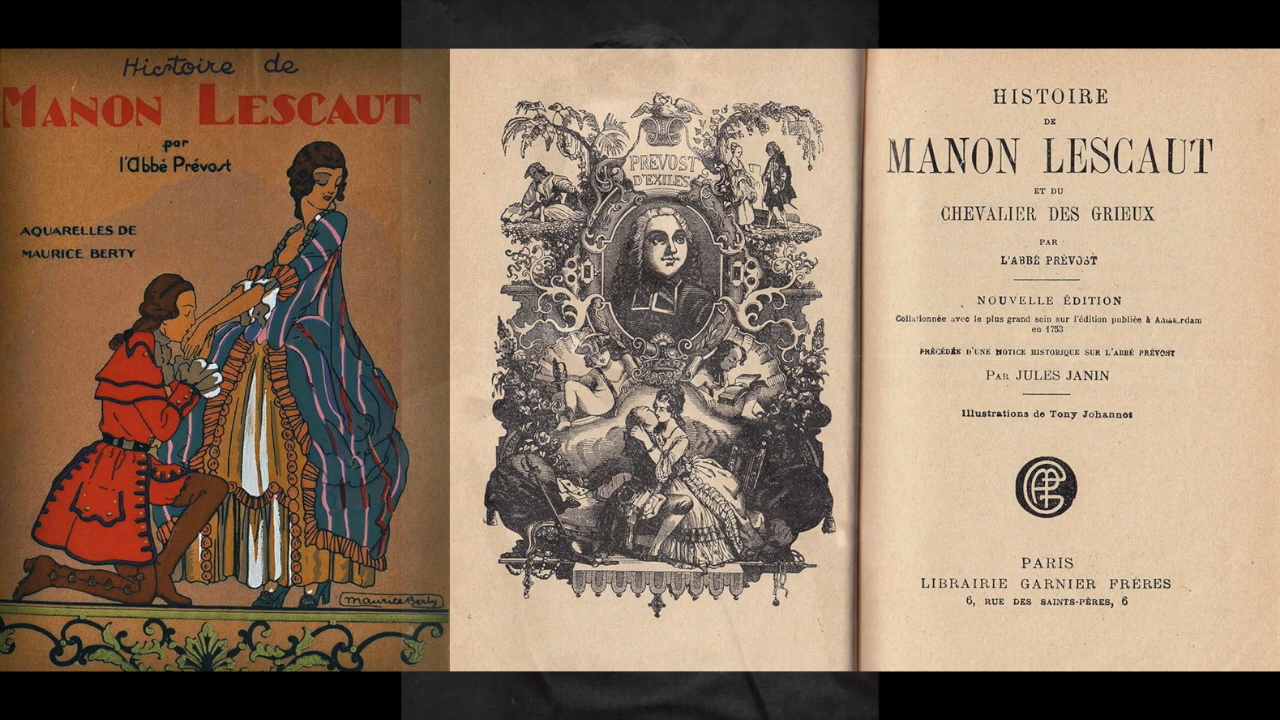 Histoire de
MANON LESCAUT
par
l'Abbé Prévost
AQUARELLES DE
MAURICE BERTY
maurice Berty
PREVOST
D'EXILES
HISTOIRE
DE
MANON LESCAUT
ET DU
CHEVALIER DES GRIEUX
PAR
L'ABBÉ PRÉVOST
NOUVELLE ÉDITION
Collationnée avec le plus grand soin sur l'édition publiée à Amsterdam
en 1753
PRÉCÉDÉE D'UNE NOTICE HISTORIQUE SUR L'ABBÉ PRÉVOST
PAR JULES JANIN
Illustrations de Tony Johannot
PARIS
LIBRAIRIE GARNIER FRÈRES
6, RUE DES SAINTS-PÈRES, 6